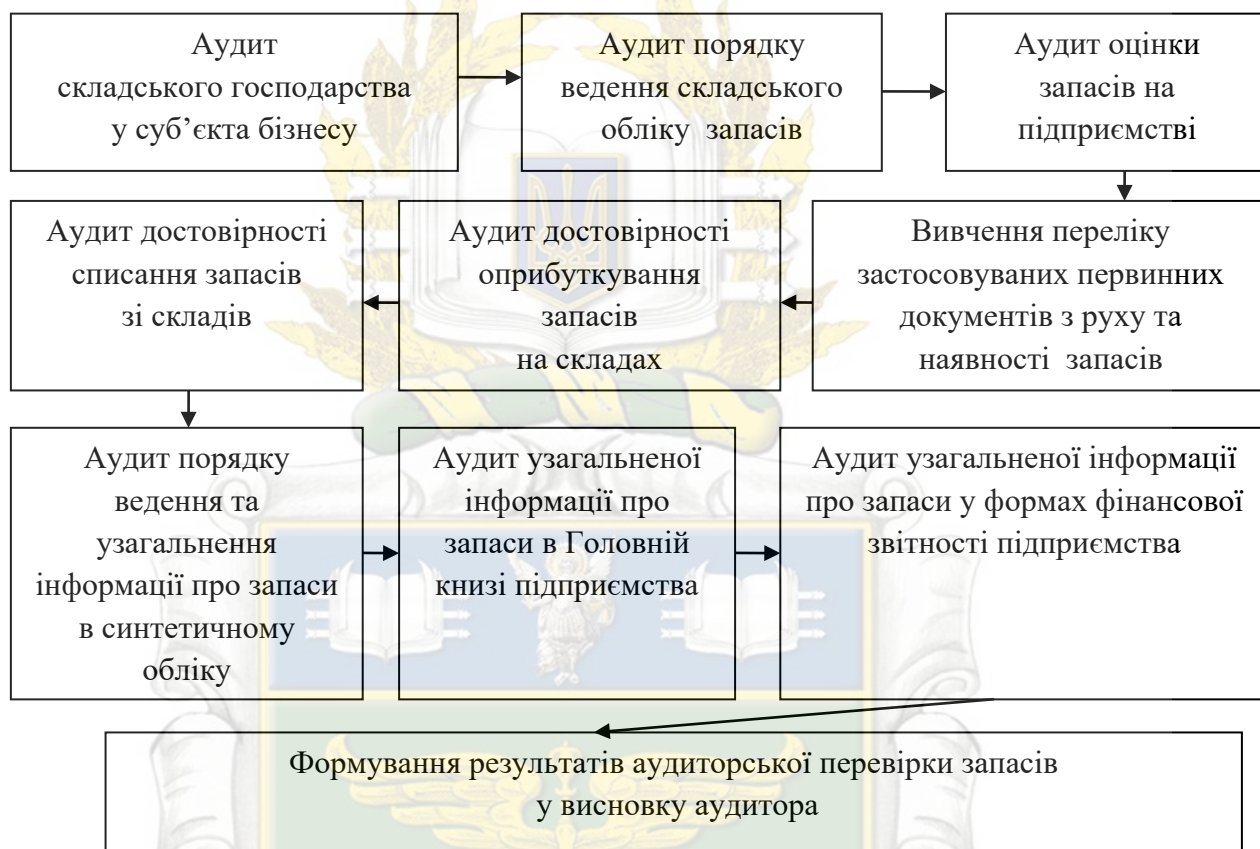 Аудит
складського господарства
у суб’єкта бізнесу
Аудит порядку
ведення складського
обліку запасів
Аудит оцінки
запасів на
підприємстві
Вивчення переліку
застосовуваних первинних
документів з руху та
наявності запасів
Аудит достовірності
оприбуткування
запасів
на складах
Аудит достовірності
списання запасів
зі складів
Аудит порядку
ведення та
узагальнення
інформації про запаси
в синтетичному
обліку
Аудит узагальненої
інформації про
запаси в Головній
книзі підприємства
Аудит узагальненої інформації
про запаси у формах фінансової
звітності підприємства
Формування результатів аудиторської перевірки запасів
у висновку аудитора